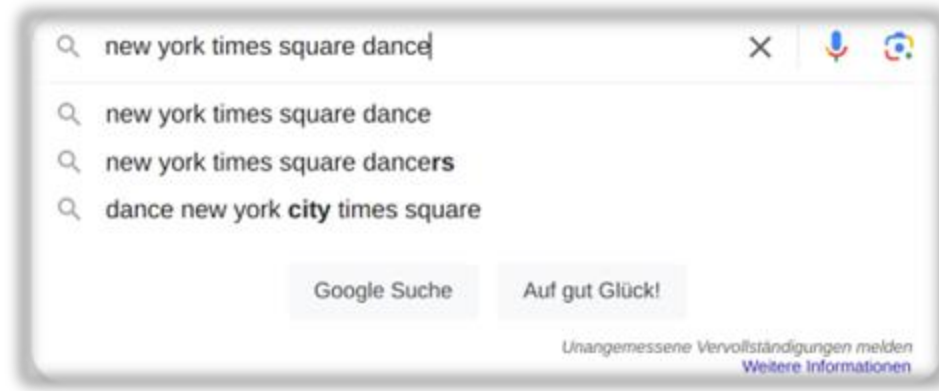 new york times square dance
new york times square dance
new york times square dancers
dance new york city times square
Google Suche Auf gut Glück!
Unangemessene Vervollständigungen melden
Weitere Informationen